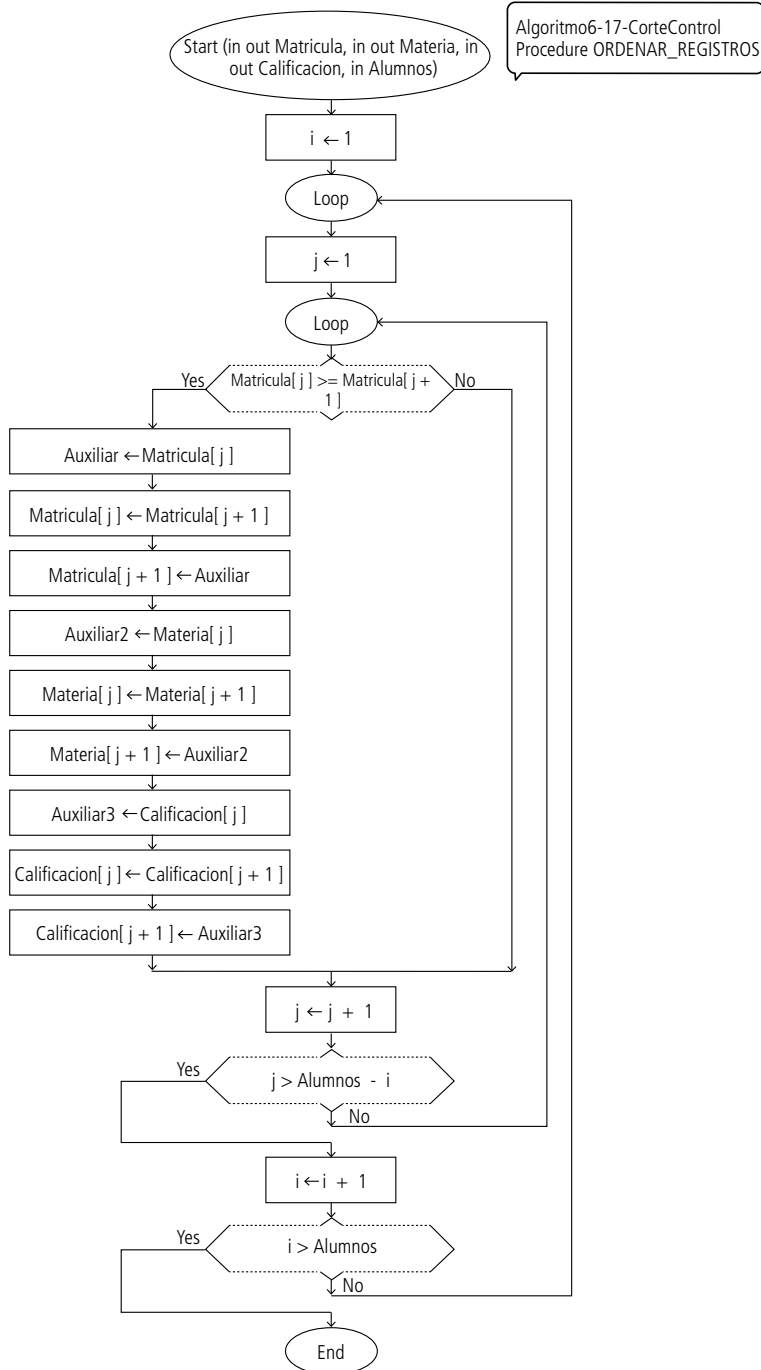 Algoritmo6-17-CorteControl
Procedure ORDENAR_REGISTROS
Start (in out Matricula, in out Materia, in
out Calificacion, in Alumnos)
i ← 1
Loop
j ← 1
Loop
Matricula[ j ] >= Matricula[ j +
1 ]
Yes
No
Auxiliar ← Matricula[ j ]
Matricula[ j ] ← Matricula[ j + 1 ]
Matricula[ j + 1 ] ← Auxiliar
Auxiliar2 ← Materia[ j ]
Materia[ j ] ← Materia[ j + 1 ]
Materia[ j + 1 ] ← Auxiliar2
Auxiliar3 ← Calificacion[ j ]
Calificacion[ j ] ← Calificacion[ j + 1 ]
Calificacion[ j + 1 ] ← Auxiliar3
j ← j + 1
Yes
j > Alumnos - i
No
i ← i + 1
Yes
i > Alumnos
No
End